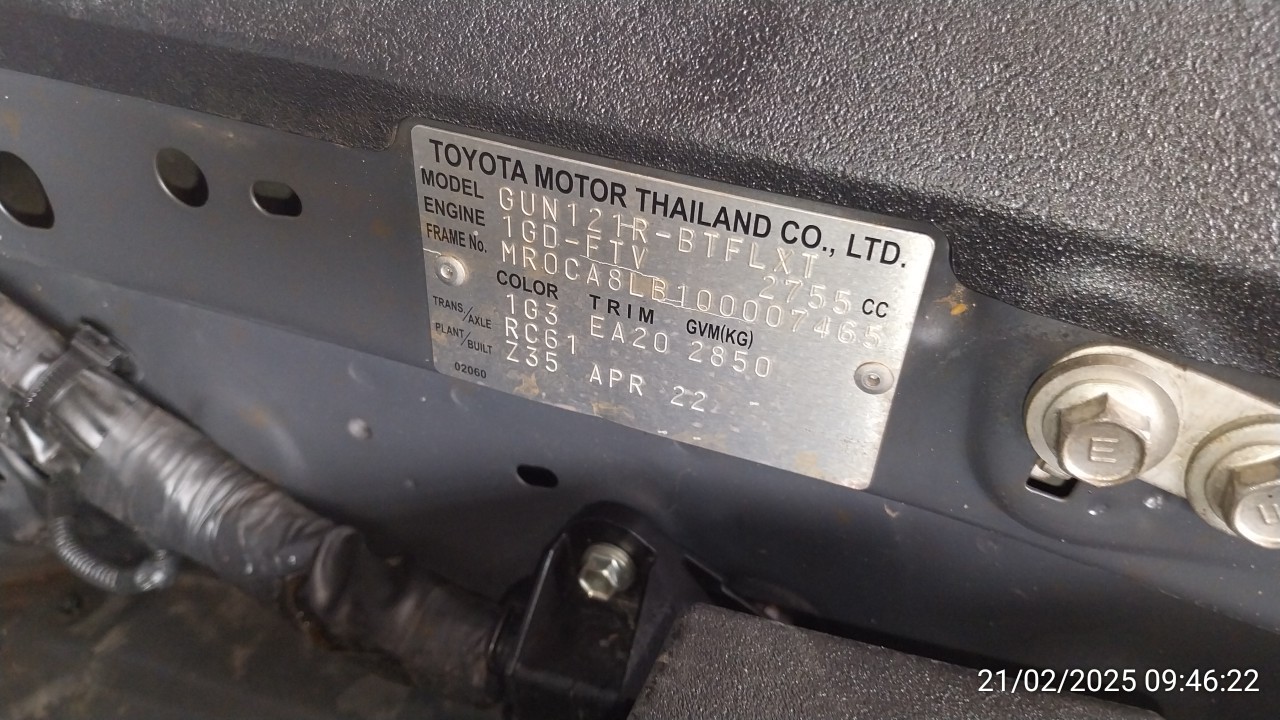 TOYOTA MOTOR THAILAND CO., LTD.
MODEL GUN121R-BTFLXT
ENGINE 1GD-FTV 2755 CC
FRAME No. MR0CA8LB100007465
COLOR TRIM GVM(KG)
1G3 EA20 2850
TRANS/AXLE RC61
PLANT/BUILT Z35 APR 22 -
02060
E
21/02/2025 09:46:22